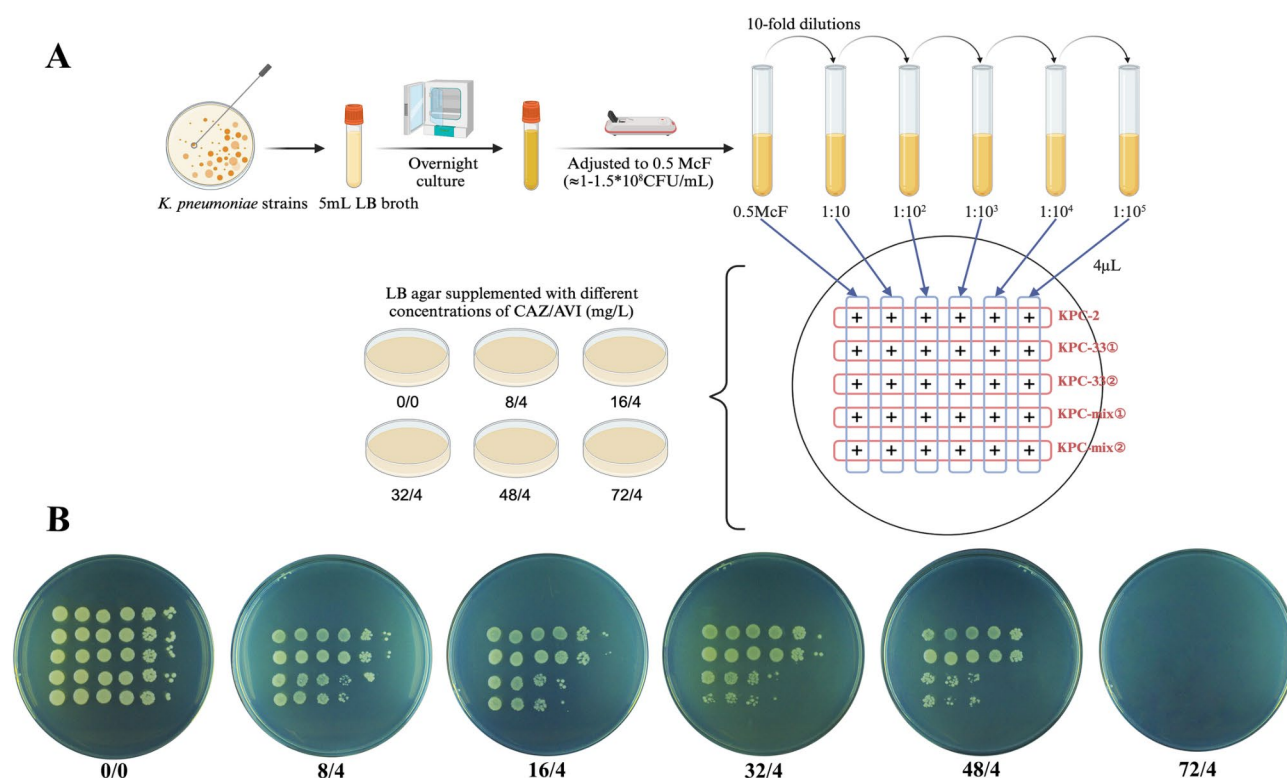 A
10-fold dilutions
K. pneumoniae strains
5mL LB broth
Overnight
culture
Adjusted to 0.5 McF
(≈1-1.5*10⁸CFU/mL)
0.5McF
1:10
1:10²
1:10³
1:10⁴
1:10⁵
4μL
LB agar supplemented with different
concentrations of CAZ/AVI (mg/L)
0/0
8/4
16/4
32/4
48/4
72/4
KPC-2
KPC-33①
KPC-33②
KPC-mix①
KPC-mix②
B
0/0
8/4
16/4
32/4
48/4
72/4